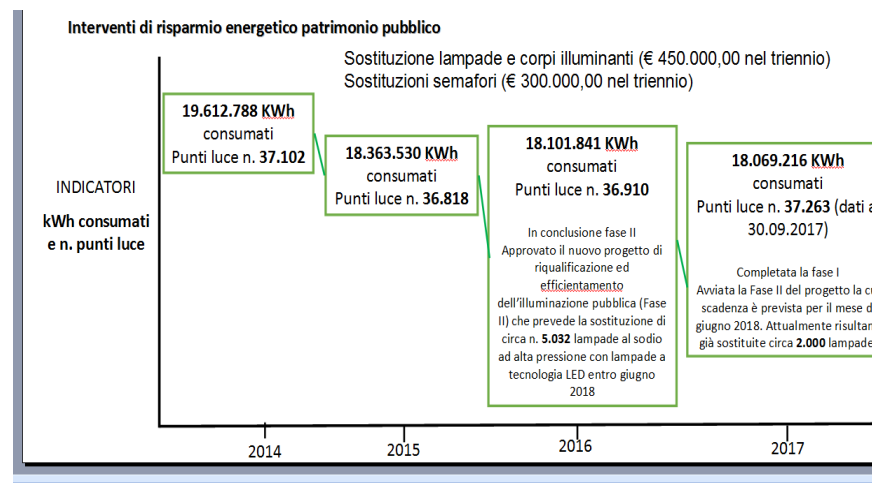 Interventi di risparmio energetico patrimonio pubblico
Sostituzione lampade e corpi illuminanti (€ 450.000,00 nel triennio)
Sostituzioni semafori (€ 300.000,00 nel triennio)
INDICATORI
kWh consumati
e n. punti luce
19.612.788 KWh
consumati
Punti luce n. 37.102
18.363.530 KWh
consumati
Punti luce n. 36.818
18.101.841 KWh
consumati
Punti luce n. 36.910
In conclusione fase II
Approvato il nuovo progetto di
riqualificazione ed
efficientamento
dell'illuminazione pubblica (Fase
II) che prevede la sostituzione di
circa n. 5.032 lampade al sodio
ad alta pressione con lampade a
tecnologia LED entro giugno
2018
18.069.216 KWh
consumati
Punti luce n. 37.263 (dati
30.09.2017)
Completata la fase I
Avviata la Fase II del progetto la
scadenza è prevista per il mese
giugno 2018. Attualmente
già sostituite circa 2.000 lampade
2014
2015
2016
2017